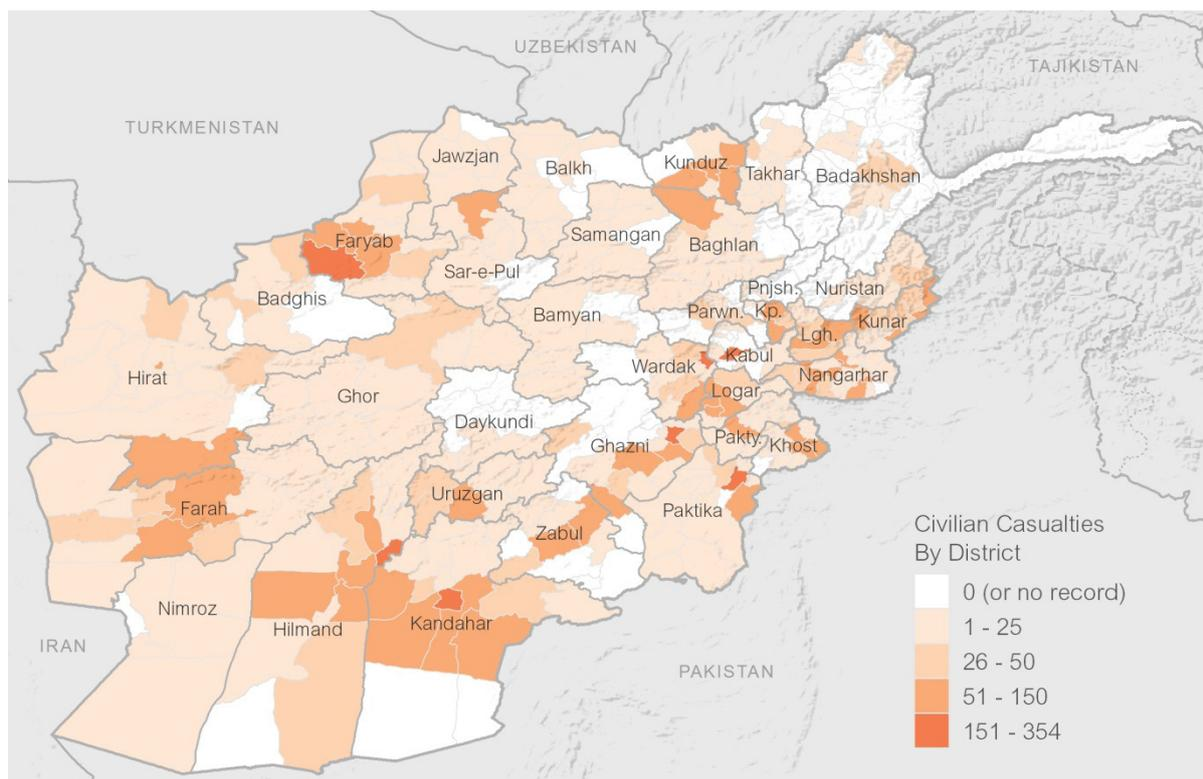 UZBEKISTAN
TAJIKISTAN
TURKMENISTAN
Jawzjan
Balkh
Kunduz
Takhar
Badakhshan
Faryab
Samangan
Baghlan
Sar-e-Pul
Badghis
Pnjsh.
Nuristan
Bamyan
Parwn.
Kp.
Lgh.
Kunar
Kabul
Wardak
Nangarhar
Hirat
Ghor
Logar
Daykundi
Ghazni
Pakty.
Khost
Uruzgan
Farah
Paktika
Zabul
Nimroz
Hilmand
Kandahar
IRAN
PAKISTAN
Civilian Casualties
By District
0 (or no record)
1 - 25
26 - 50
51 - 150
151 - 354